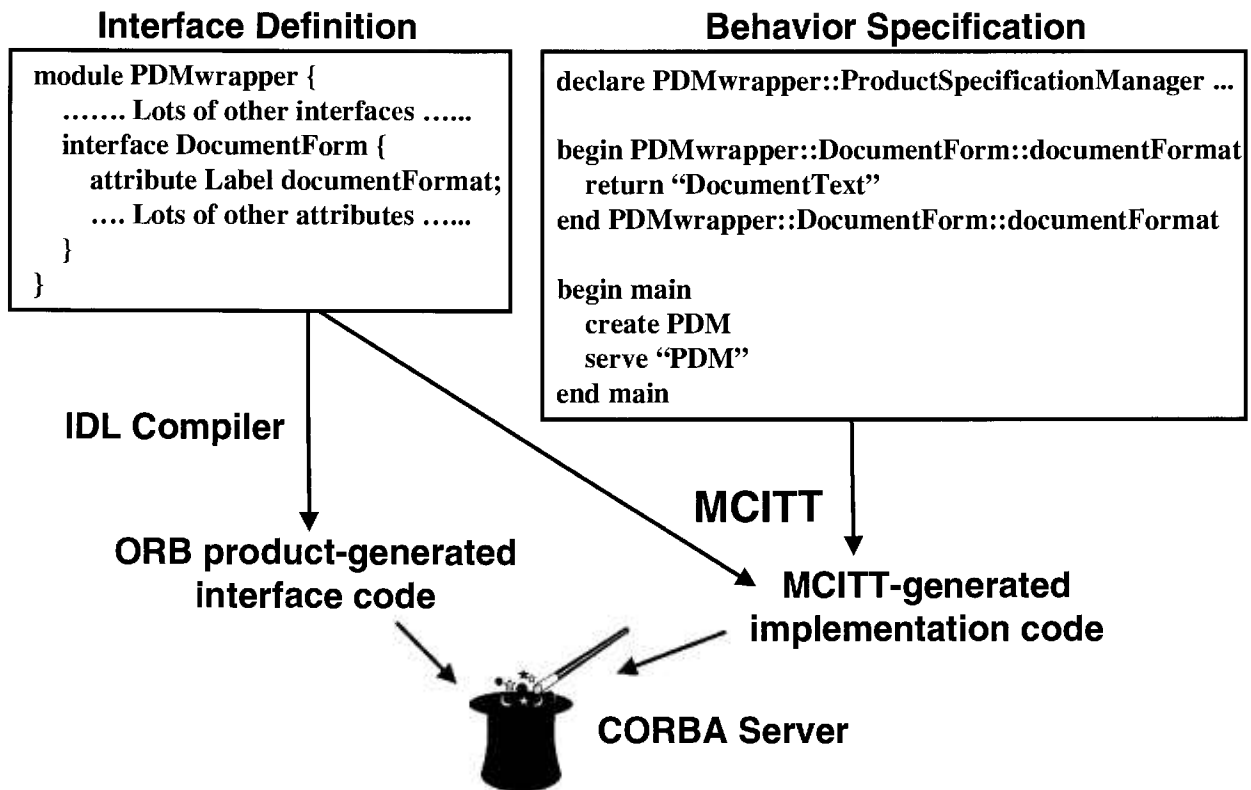 Interface Definition
module PDMwrapper {
……. Lots of other interfaces …...
interface DocumentForm {
attribute Label documentFormat;
…. Lots of other attributes …...
}
}
Behavior Specification
declare PDMwrapper::ProductSpecificationManager ...
begin PDMwrapper::DocumentForm::documentFormat
return “DocumentText”
end PDMwrapper::DocumentForm::documentFormat
begin main
create PDM
serve “PDM”
end main
IDL Compiler
MCITT
ORB product-generated
interface code
MCITT-generated
implementation code
CORBA Server